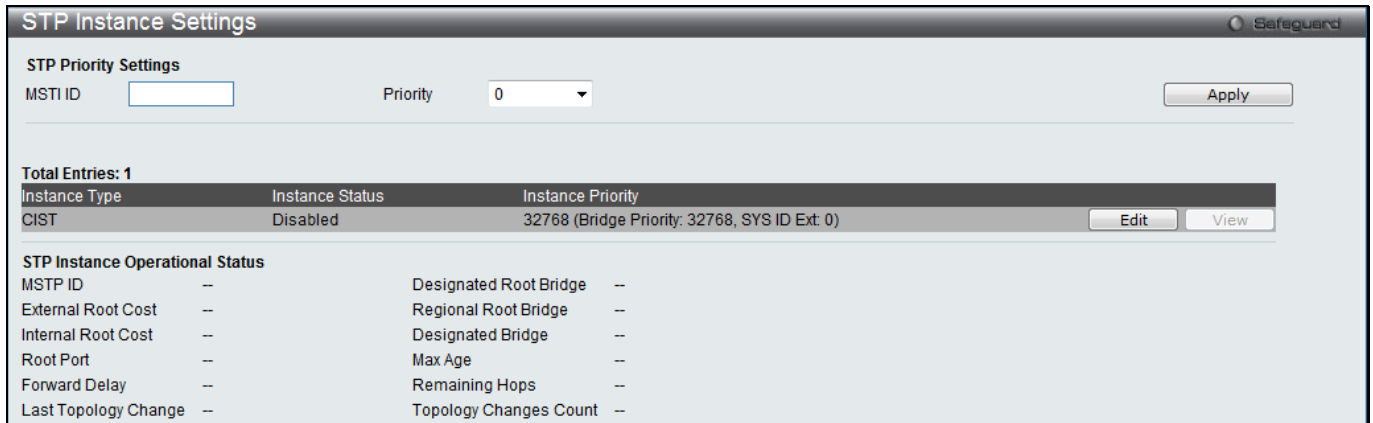 STP Instance Settings
Safeguard
STP Priority Settings
MSTI ID Priority 0 Apply
Total Entries: 1
Instance Type Instance Status Instance Priority
CIST Disabled 32768 (Bridge Priority: 32768, SYS ID Ext: 0) Edit View
STP Instance Operational Status
MSTP ID -- Designated Root Bridge --
External Root Cost -- Regional Root Bridge --
Internal Root Cost -- Designated Bridge --
Root Port -- Max Age --
Forward Delay -- Remaining Hops --
Last Topology Change -- Topology Changes Count --